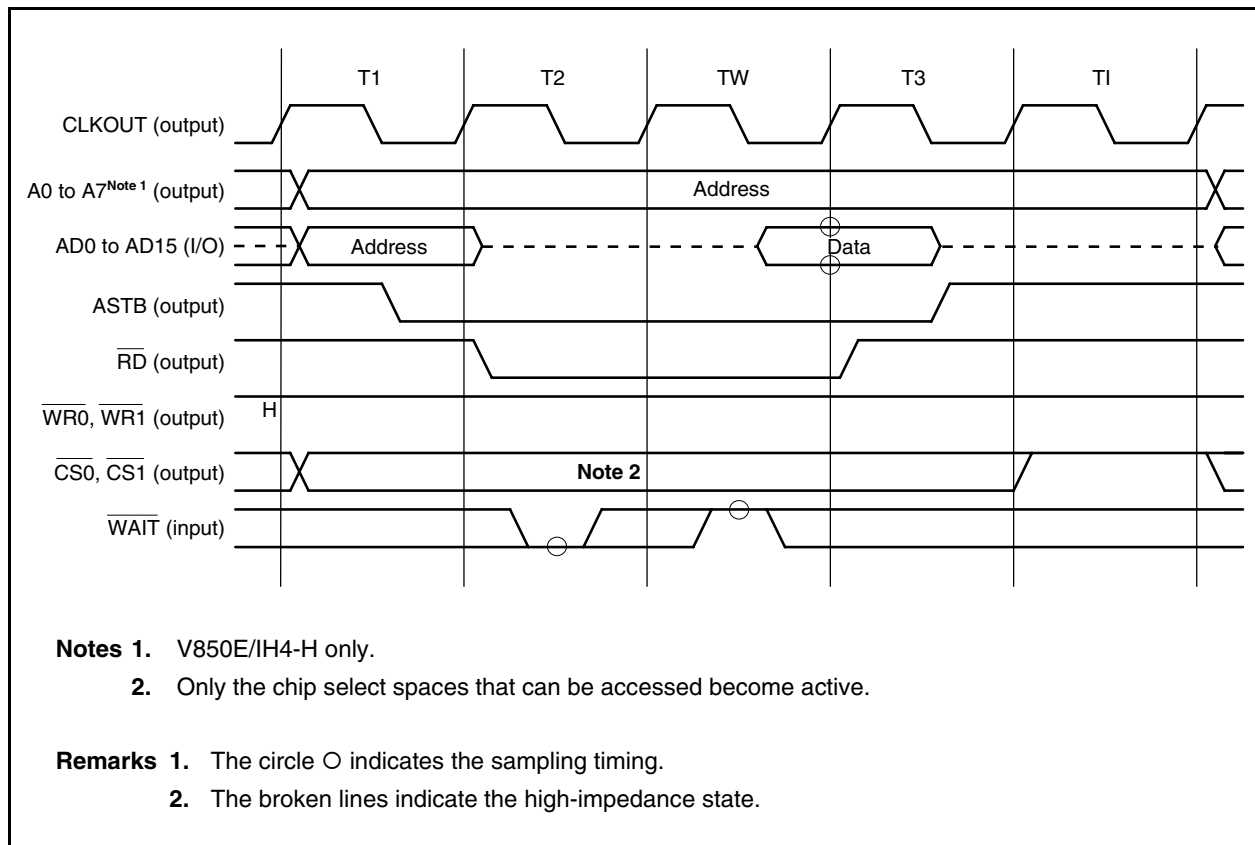 T1 T2 TW T3 TI
CLKOUT (output)
A0 to A7Note 1 (output) Address
AD0 to AD15 (I/O) Address Data
ASTB (output)
RD (output)
WR0, WR1 (output) H
CS0, CS1 (output) Note 2
WAIT (input)
Notes 1. V850E/IH4-H only.
2. Only the chip select spaces that can be accessed become active.
Remarks 1. The circle ○ indicates the sampling timing.
2. The broken lines indicate the high-impedance state.